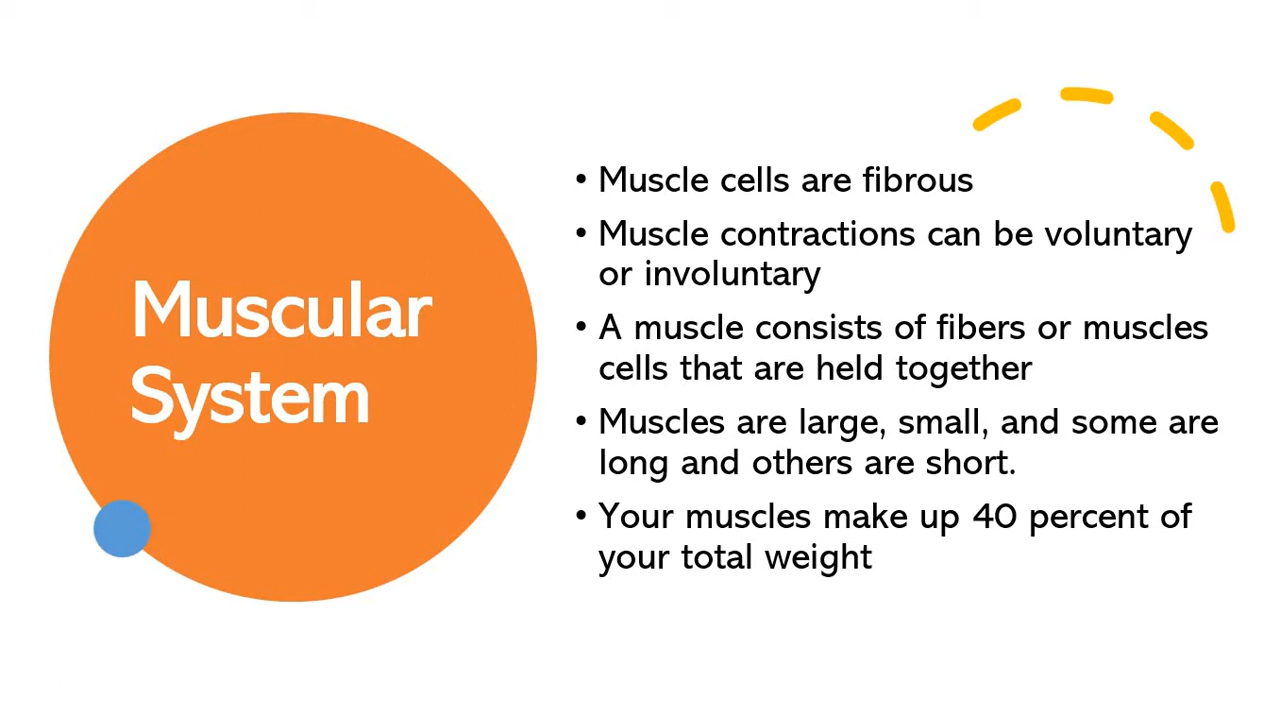 Muscular
System
• Muscle cells are fibrous
• Muscle contractions can be voluntary
or involuntary
• A muscle consists of fibers or muscles
cells that are held together
• Muscles are large, small, and some are
long and others are short.
• Your muscles make up 40 percent of
your total weight